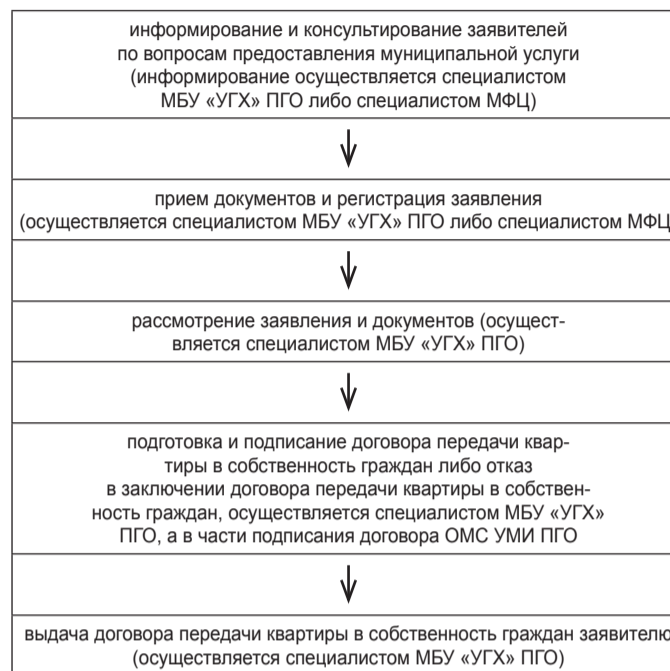 информирование и консультирование заявителей
по вопросам предоставления муниципальной услуги
(информирование осуществляется специалистом
МБУ «УГХ» ПГО либо специалистом МФЦ)
прием документов и регистрация заявления
(осуществляется специалистом МБУ «УГХ» ПГО либо специалистом МФЦ
рассмотрение заявления и документов (осущест-
вляется специалистом МБУ «УГХ» ПГО)
подготовка и подписание договора передачи квар-
тиры в собственность граждан либо отказ
в заключении договора передачи квартиры в собствен-
ность граждан, осуществляется специалистом МБУ «УГХ»
ПГО, а в части подписания договора ОМС УМИ ПГО
выдача договора передачи квартиры в собственность граждан заявителю
(осуществляется специалистом МБУ «УГХ» ПГО)